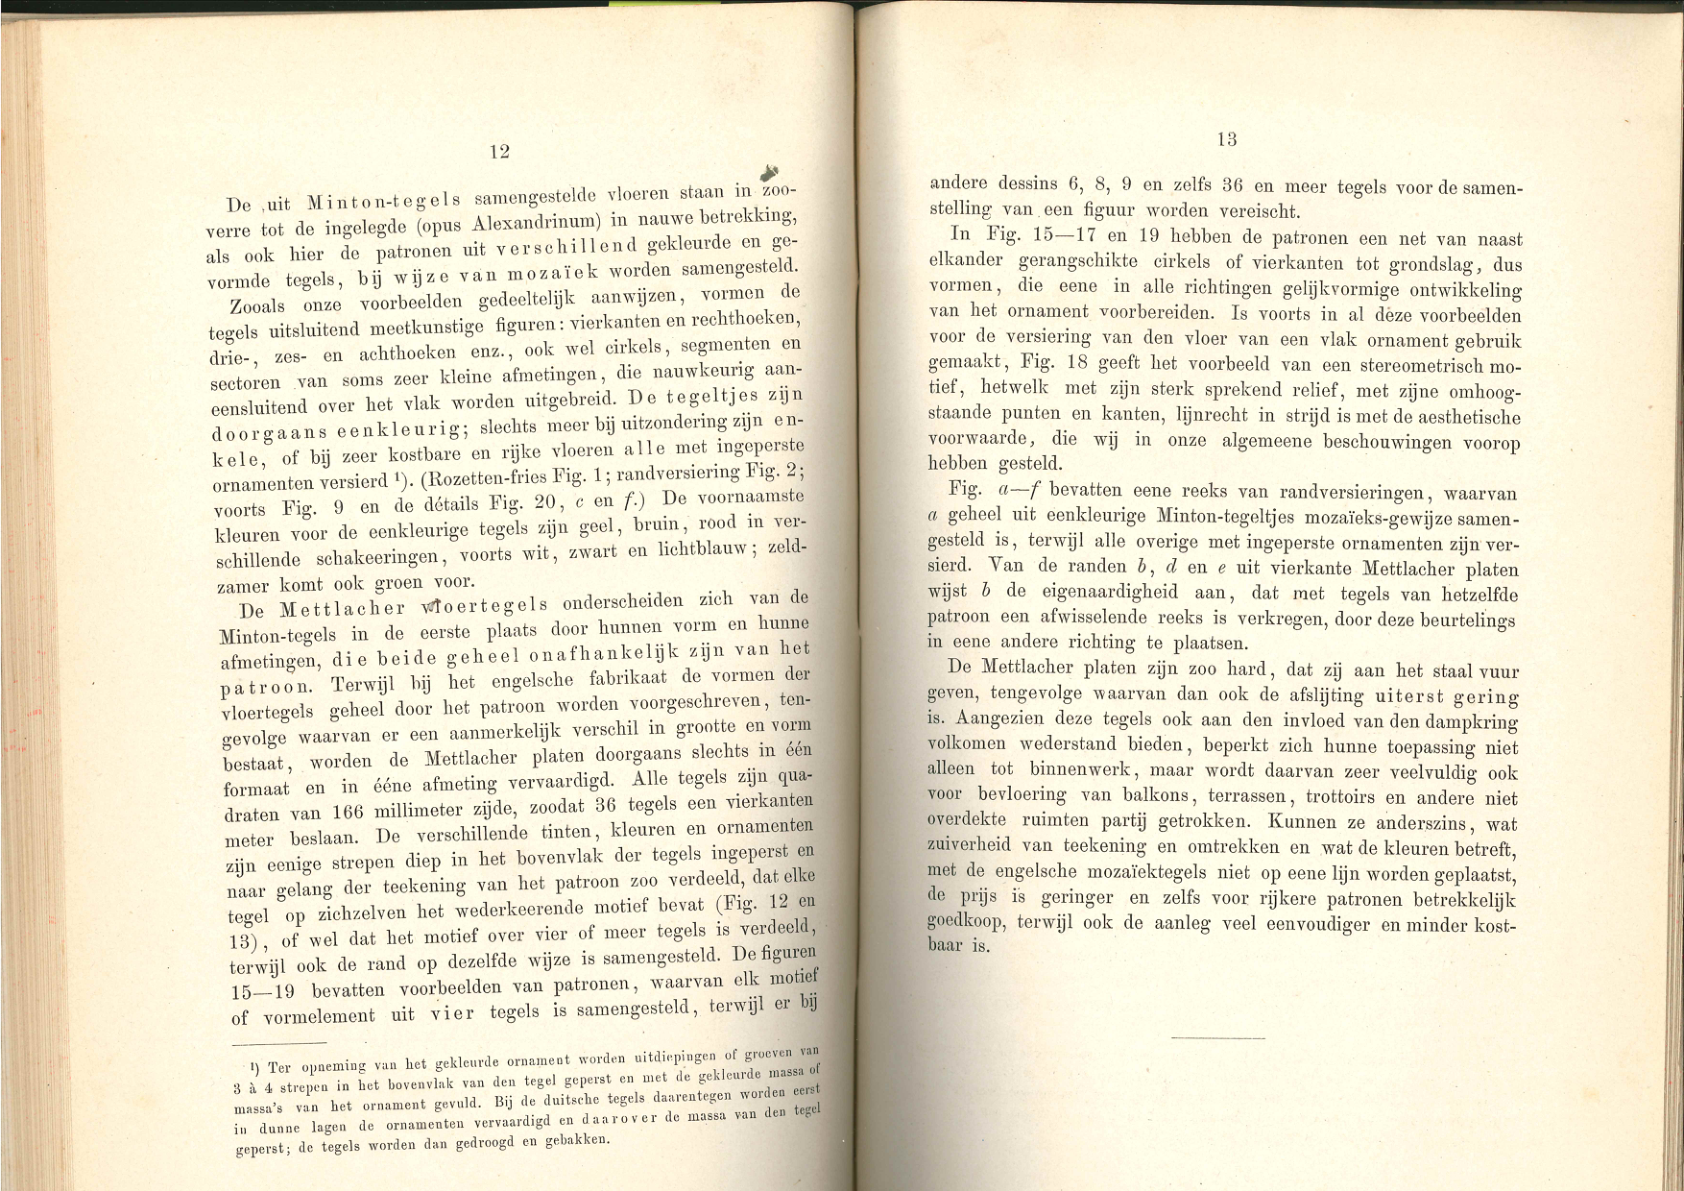 12
De uit Minton-tegels samengestelde vloeren staan in zoo-
verre tot de ingelegde (opus Alexandrinum) in nauwe betrekking,
als ook hier de patronen uit verschillend gekleurde en ge-
vormde tegels, bij wijze van mozaïek worden samengesteld.
Zooals onze voorbeelden gedeeltelijk aanwijzen, vormen de
tegels uitsluitend meetkunstige figuren: vierkanten en rechthoeken,
drie-, zes- en achthoeken enz., ook wel cirkels, segmenten en
sectoren van soms zeer kleine afmetingen, die nauwkeurig aan-
eensluitend over het vlak worden uitgebreid. De tegeltjes zijn
doorgaans eenkleurig; slechts meer bij uitzondering zijn en-
kele, of bij zeer kostbare en rijke vloeren alle met ingeperste
ornamenten versierd ¹). (Rozetten-fries Fig. 1; randversiering Fig. 2;
voorts Fig. 9 en de détails Fig. 20, c en f.) De voornaamste
kleuren voor de eenkleurige tegels zijn geel, bruin, rood in ver-
schillende schakeeringen, voorts wit, zwart en lichtblauw; zeld-
zamer komt ook groen voor.
De Mettlacher vloertegels onderscheiden zich van de
Minton-tegels in de eerste plaats door hunnen vorm en hunne
afmetingen, die beide geheel onafhankelijk zijn van het
patroon. Terwijl bij het engelsche fabrikaat de vormen der
vloertegels geheel door het patroon worden voorgeschreven, ten-
gevolge waarvan er een aanmerkelijk verschil in grootte en vorm
bestaat, worden de Mettlacher platen doorgaans slechts in één
formaat en in ééne afmeting vervaardigd. Alle tegels zijn qua-
draten van 166 millimeter zijde, zoodat 36 tegels een vierkanten
meter beslaan. De verschillende tinten, kleuren en ornamenten
zijn eenige strepen diep in het bovenvlak der tegels ingeperst en
naar gelang der teekening van het patroon zoo verdeeld, dat elke
tegel op zichzelven het wederkeerende motief bevat (Fig. 12 en
13), of wel dat het motief over vier of meer tegels is verdeeld,
terwijl ook de rand op dezelfde wijze is samengesteld. De figuren
15—19 bevatten voorbeelden van patronen, waarvan elk motief
of vormelement uit vier tegels is samengesteld, terwijl er bij
¹) Ter opneming van het gekleurde ornament worden uitdiepingen of groeven van
3 à 4 strepen in het bovenvlak van den tegel geperst en met de gekleurde massa of
massa's van het ornament gevuld. Bij de duitsche tegels daarentegen worden eerst
in dunne lagen de ornamenten vervaardigd en daarover de massa van den tegel
geperst; de tegels worden dan gedroogd en gebakken.
13
andere dessins 6, 8, 9 en zelfs 36 en meer tegels voor de samen-
stelling van een figuur worden vereischt.
In Fig. 15—17 en 19 hebben de patronen een net van naast
elkander gerangschikte cirkels of vierkanten tot grondslag, dus
vormen, die eene in alle richtingen gelijkvormige ontwikkeling
van het ornament voorbereiden. Is voorts in al deze voorbeelden
voor de versiering van den vloer van een vlak ornament gebruik
gemaakt, Fig. 18 geeft het voorbeeld van een stereometrisch mo-
tief, hetwelk met zijn sterk sprekend relief, met zijne omhoog-
staande punten en kanten, lijnrecht in strijd is met de aesthetische
voorwaarde, die wij in onze algemeene beschouwingen voorop
hebben gesteld.
Fig. a—f bevatten eene reeks van randversieringen, waarvan
a geheel uit eenkleurige Minton-tegeltjes mozaïeks-gewijze samen-
gesteld is, terwijl alle overige met ingeperste ornamenten zijn ver-
sierd. Van de randen b, d en e uit vierkante Mettlacher platen
wijst b de eigenaardigheid aan, dat met tegels van hetzelfde
patroon een afwisselende reeks is verkregen, door deze beurtelings
in eene andere richting te plaatsen.
De Mettlacher platen zijn zoo hard, dat zij aan het staal vuur
geven, tengevolge waarvan dan ook de afslijting uiterst gering
is. Aangezien deze tegels ook aan den invloed van den dampkring
volkomen wederstand bieden, beperkt zich hunne toepassing niet
alleen tot binnenwerk, maar wordt daarvan zeer veelvuldig ook
voor bevloering van balkons, terrassen, trottoirs en andere niet
overdekte ruimten partij getrokken. Kunnen ze anderszins, wat
zuiverheid van teekening en omtrekken en wat de kleuren betreft,
met de engelsche mozaïektegels niet op eene lijn worden geplaatst,
de prijs is geringer en zelfs voor rijkere patronen betrekkelijk
goedkoop, terwijl ook de aanleg veel eenvoudiger en minder kost-
baar is.